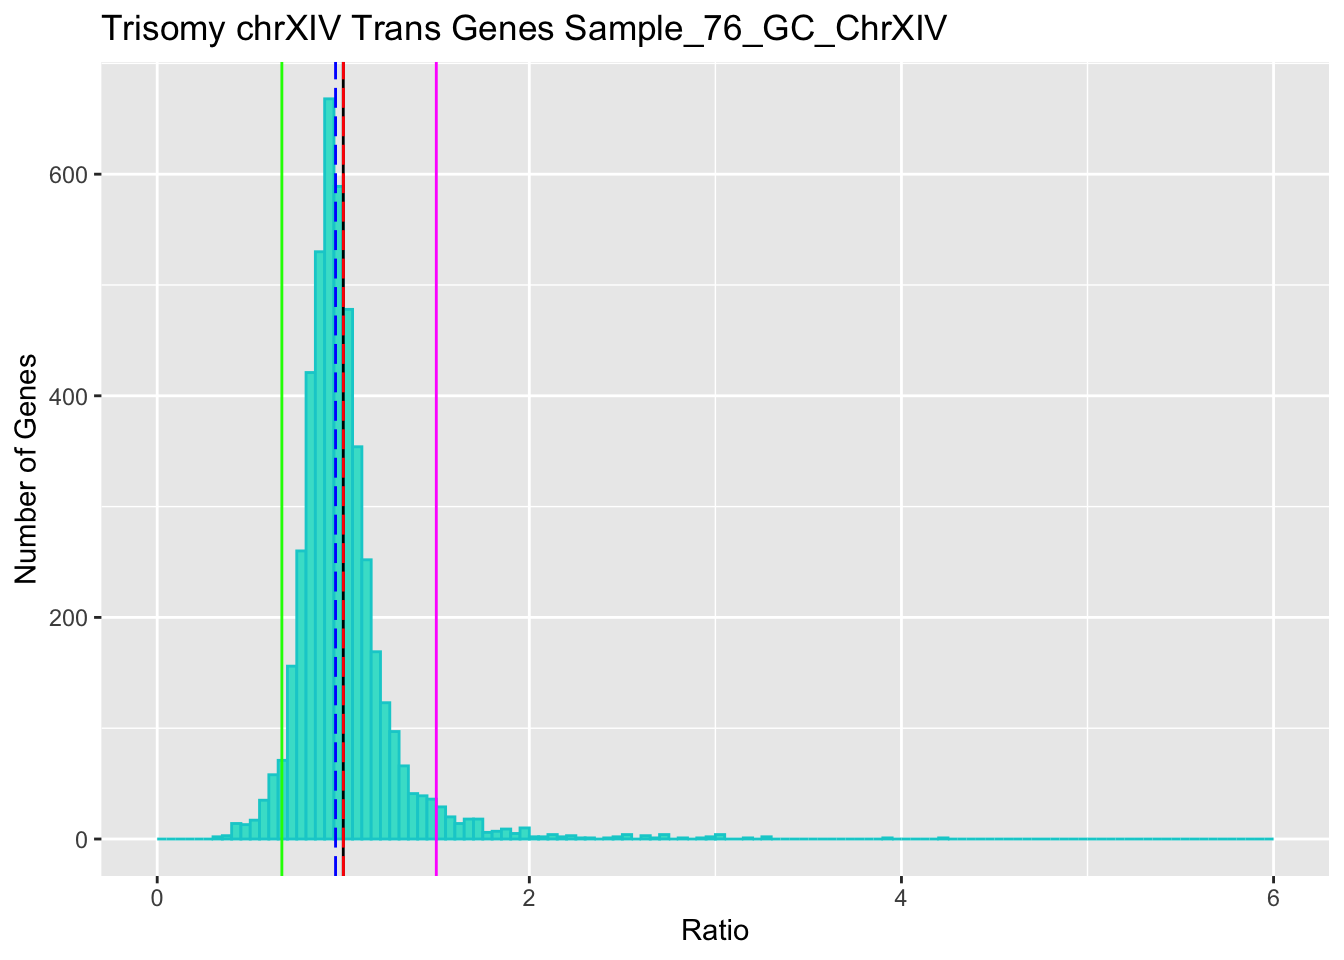 Trisomy chrXIV Trans Genes Sample_76_GC_ChrXIV
600
400
200
0
Number of Genes
0 2 4 6
Ratio